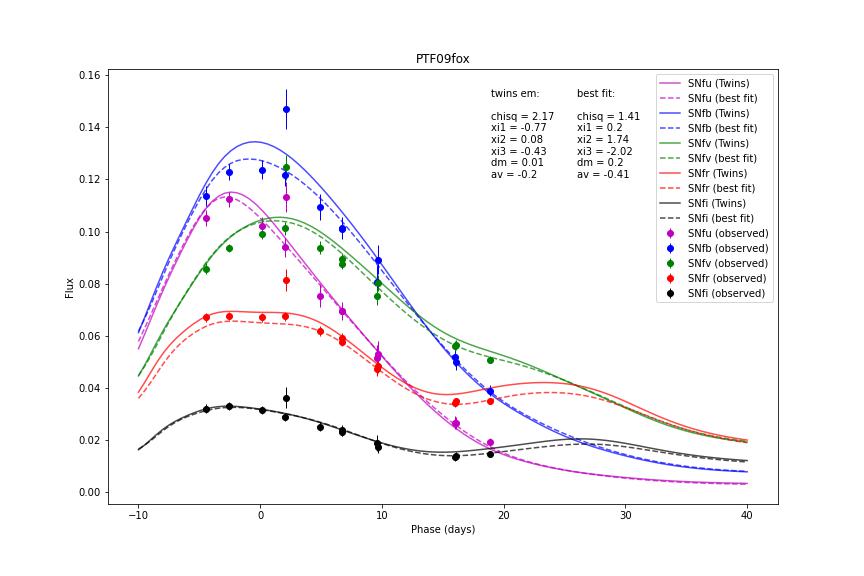 PTF09fox
0.16
0.14
0.12
0.10
0.08
0.06
0.04
0.02
0.00
Flux
−10
0
10
20
30
40
Phase (days)
twins em:
chisq = 2.17
xi1 = -0.77
xi2 = 0.08
xi3 = -0.43
dm = 0.01
av = -0.2
best fit:
chisq = 1.41
xi1 = 0.2
xi2 = 1.74
xi3 = -2.02
dm = 0.2
av = -0.41
SNfu (Twins)
SNfu (best fit)
SNfb (Twins)
SNfb (best fit)
SNfv (Twins)
SNfv (best fit)
SNfr (Twins)
SNfr (best fit)
SNfi (Twins)
SNfi (best fit)
SNfu (observed)
SNfb (observed)
SNfv (observed)
SNfr (observed)
SNfi (observed)